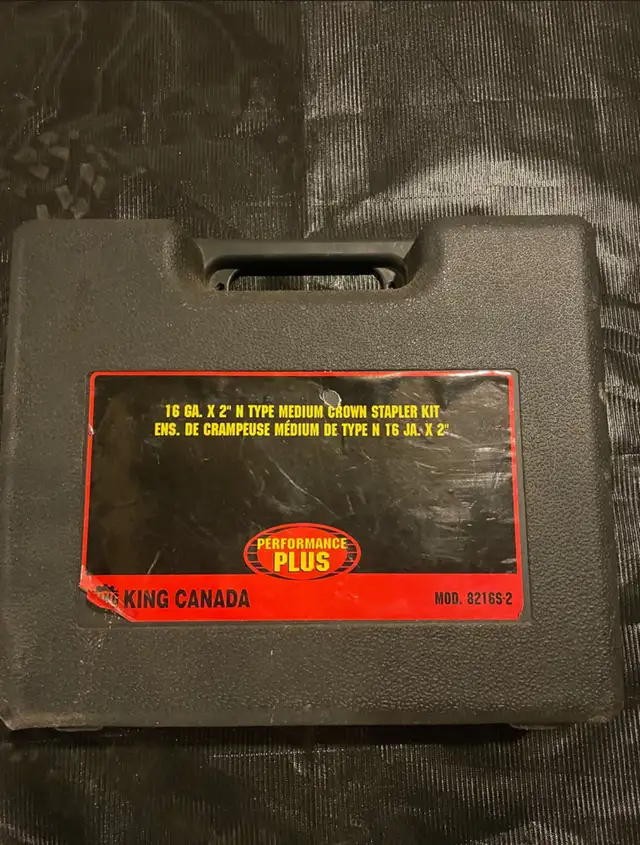 16 GA. X 2" N TYPE MEDIUM CROWN STAPLER KIT
ENS. DE CRAMPEUSE MÉDIUM DE TYPE N 16 JA. X 2"
PERFORMANCE
PLUS
KING CANADA
MOD. 8216S-2